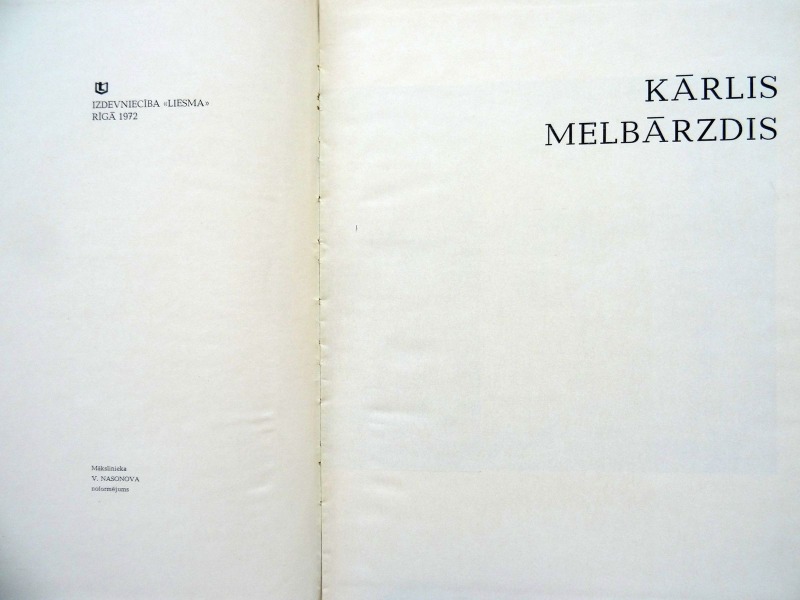 IZDEVNIECĪBA «LIESMA»
RĪGĀ 1972
Mākslinieka
V. NASONOVA
noformējums
KĀRLIS
MELBĀRZDIS